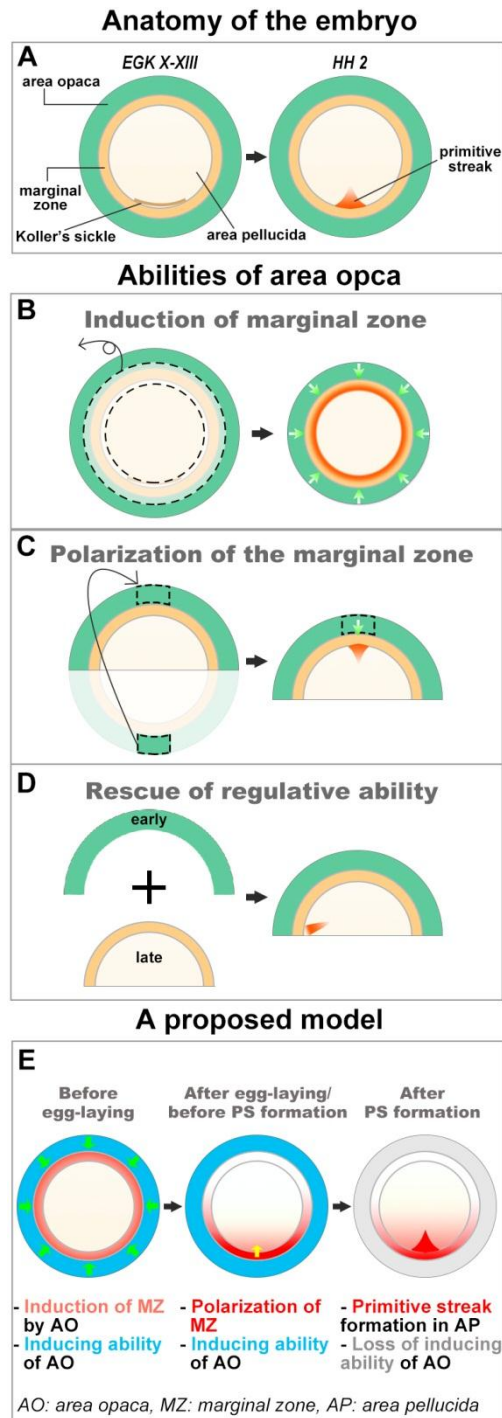 Anatomy of the embryo
A
EGK X-XIII
HH 2
area opaca
primitive
streak
marginal
zone
Koller's sickle
area pellucida
Abilities of area opca
B
Induction of marginal zone
C
Polarization of the marginal zone
D
Rescue of regulative ability
early
+
late
A proposed model
E
Before
egg-laying
After egg-laying/
before PS formation
After
PS formation
- Induction of MZ
by AO
- Inducing ability
of AO
- Polarization of
MZ
- Inducing ability
of AO
- Primitive streak
formation in AP
- Loss of inducing
ability of AO
AO: area opaca, MZ: marginal zone, AP: area pellucida